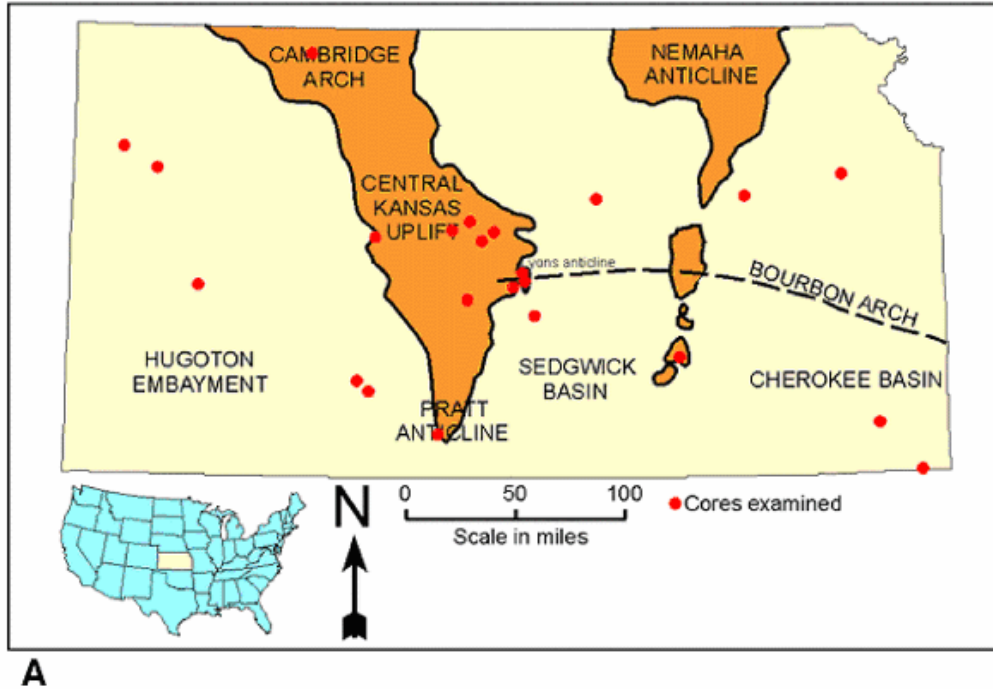 CAMBRIDGE
ARCH
NEMAHA
ANTICLINE
CENTRAL
KANSAS
UPLIFT
yons anticline
BOURBON ARCH
HUGOTON
EMBAYMENT
SEDGWICK
BASIN
CHEROKEE BASIN
PRATT
ANTICLINE
N
0 50 100
Scale in miles
Cores examined
A